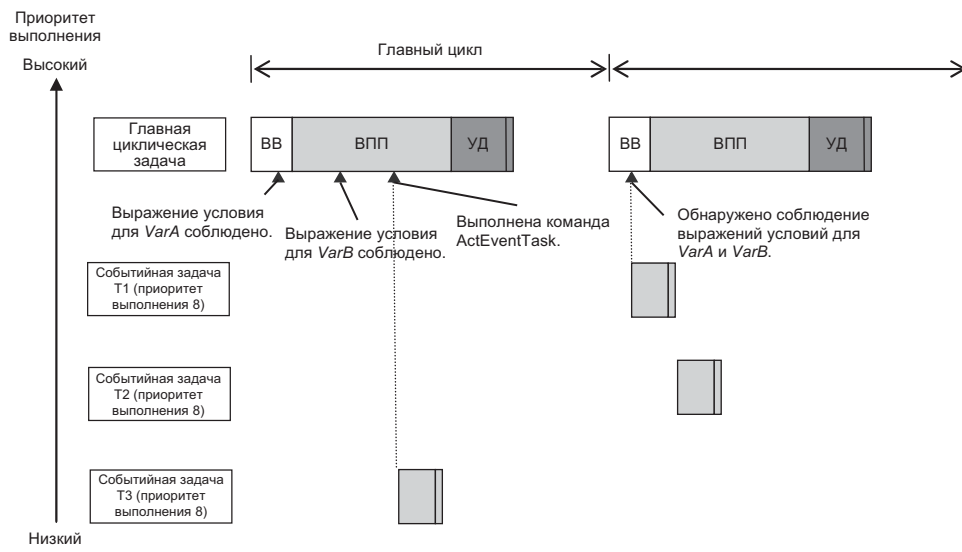 Приоритет
выполнения
Высокий
Главный цикл
Главная
циклическая
задача
ВВ
ВПП
УД
ВВ
ВПП
УД
Выражение условия
для VarA соблюдено.
Выражение условия
для VarB соблюдено.
Выполнена команда
ActEventTask.
Обнаружено соблюдение
выражений условий для
VarA и VarB.
Событийная задача
T1 (приоритет
выполнения 8)
Событийная задача
T2 (приоритет
выполнения 8)
Событийная задача
T3 (приоритет
выполнения 8)
Низкий